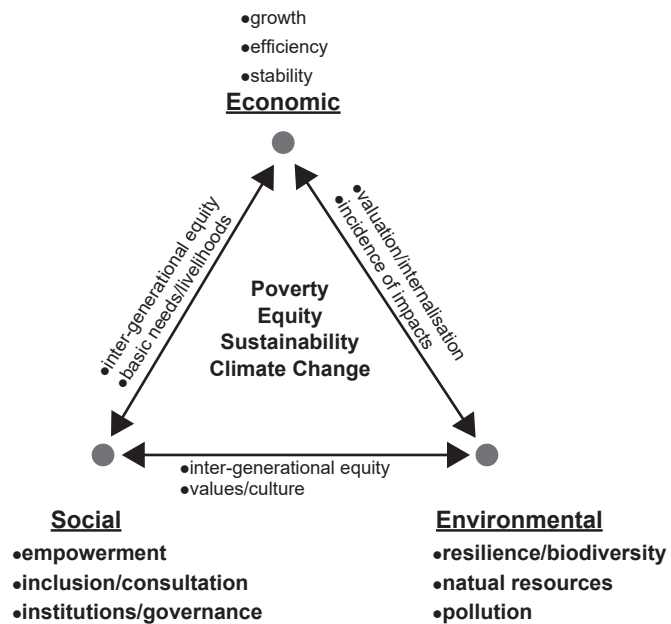 ●growth
●efficiency
●stability
Economic
●inter-generational equity
●basic needs/livelihoods
●valuation/internalisation
●incidence of impacts
Poverty
Equity
Sustainability
Climate Change
●inter-generational equity
●values/culture
Social
●empowerment
●inclusion/consultation
●institutions/governance
Environmental
●resilience/biodiversity
●natual resources
●pollution